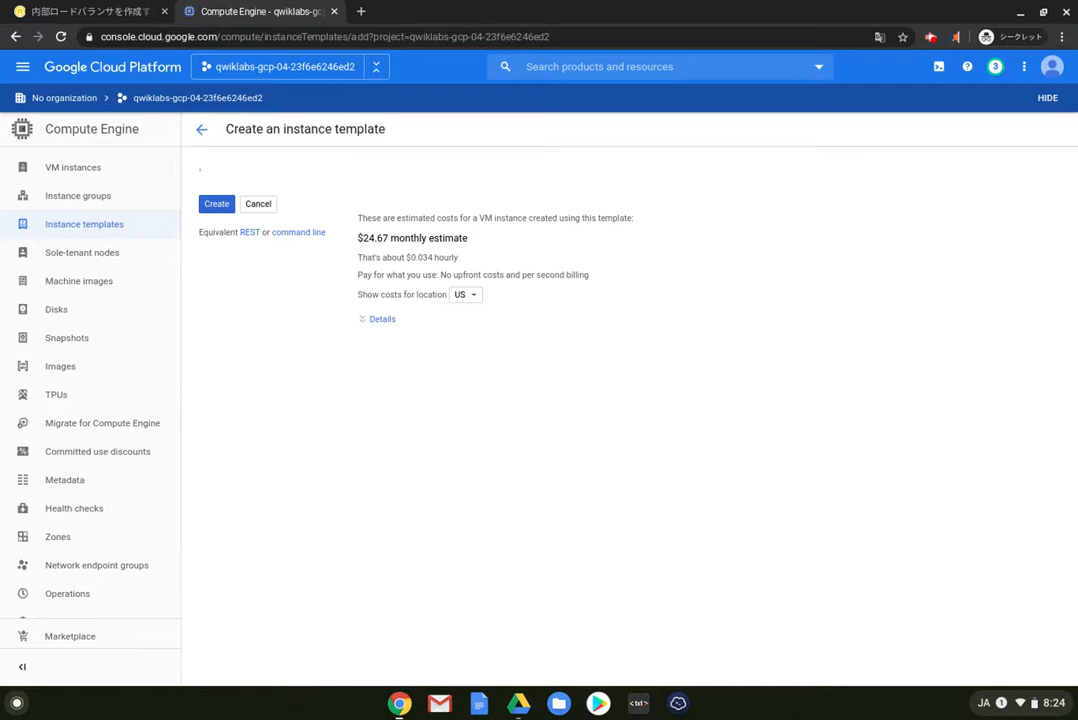 内部ロードバランサを作成す
Compute Engine - qwiklabs-gc
console.cloud.google.com/compute/instanceTemplates/add?project=qwiklabs-gcp-04-23f6e6246ed2
シークレット
Google Cloud Platform
qwiklabs-gcp-04-23f6e6246ed2
Search products and resources
3
No organization
qwiklabs-gcp-04-23f6e6246ed2
HIDE
Compute Engine
Create an instance template
VM instances
Instance groups
Instance templates
Sole-tenant nodes
Machine images
Disks
Snapshots
Images
TPUs
Migrate for Compute Engine
Committed use discounts
Metadata
Health checks
Zones
Network endpoint groups
Operations
Marketplace
,
Create
Cancel
Equivalent REST or command line
These are estimated costs for a VM instance created using this template:
$24.67 monthly estimate
That's about $0.034 hourly
Pay for what you use: No upfront costs and per second billing
Show costs for location US
Details
<txt>
JA 1 8:24